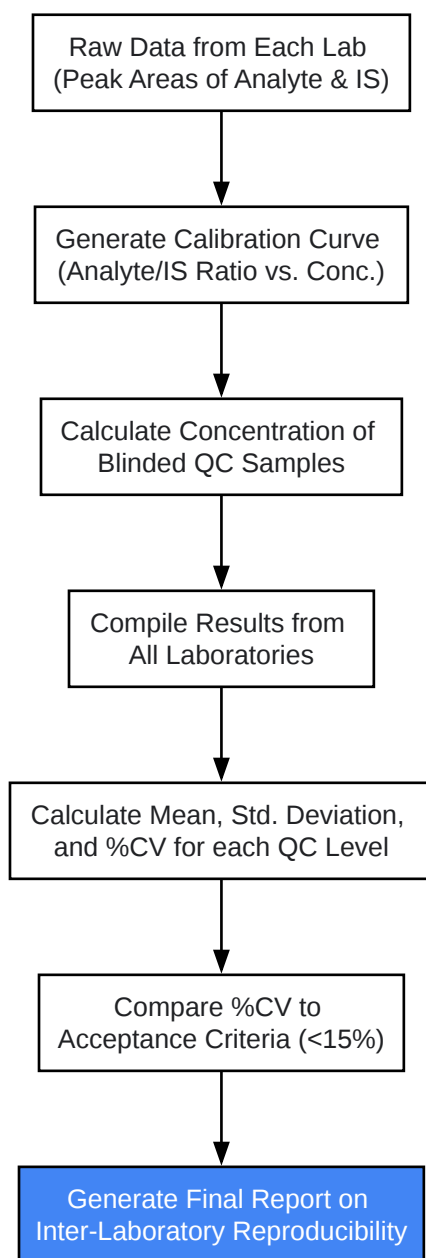 Raw Data from Each Lab
(Peak Areas of Analyte & IS)
Generate Calibration Curve
(Analyte/IS Ratio vs. Conc.)
Calculate Concentration of
Blinded QC Samples
Compile Results from
All Laboratories
Calculate Mean, Std. Deviation,
and %CV for each QC Level
Compare %CV to
Acceptance Criteria (<15%)
Generate Final Report on
Inter-Laboratory Reproducibility